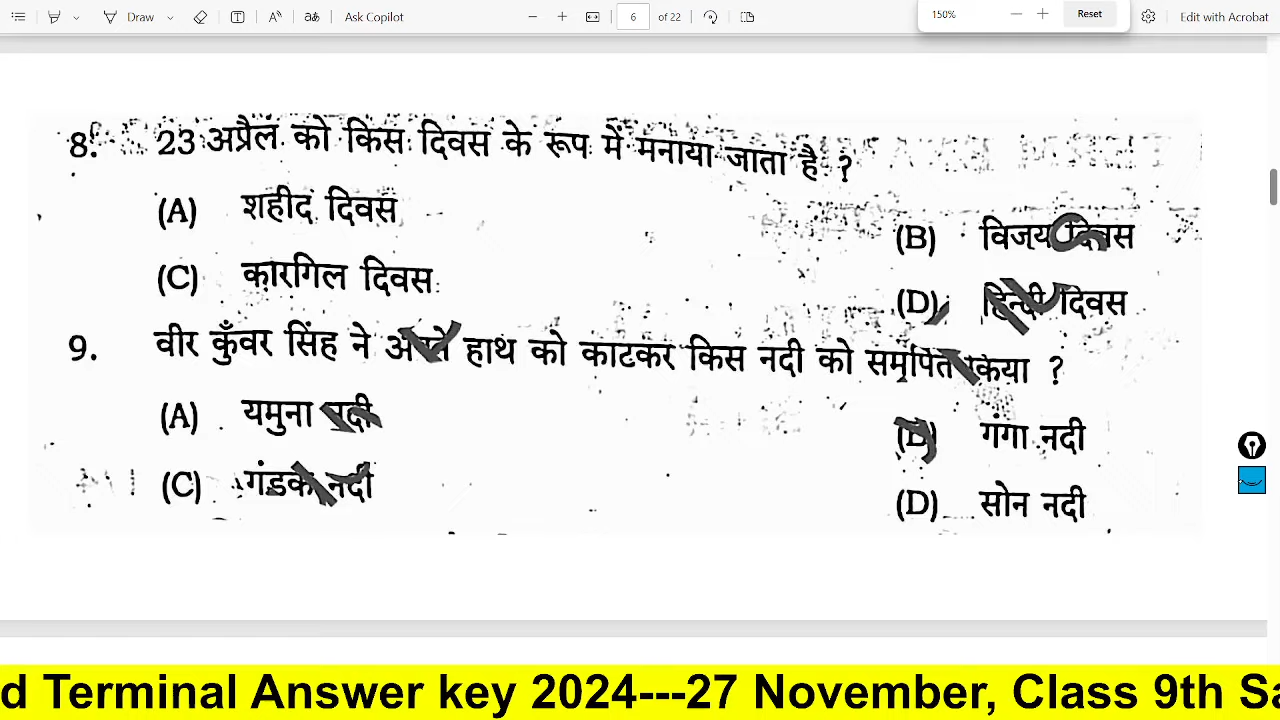 Draw
Ask Copilot
6 of 22
150%
Reset
Edit with Acrobat
8. 23 अप्रैल को किस दिवस के रूप में मनाया जाता है ?
(A) शहीद दिवस (B) विजय दिवस
(C) कारगिल दिवस (D) हिन्दी दिवस
9. वीर कुँवर सिंह ने अपने हाथ को काटकर किस नदी को समर्पित किया ?
(A) यमुना नदी (B) गंगा नदी
(C) गंडक नदी (D) सोन नदी
d Terminal Answer key 2024---27 November, Class 9th Sa